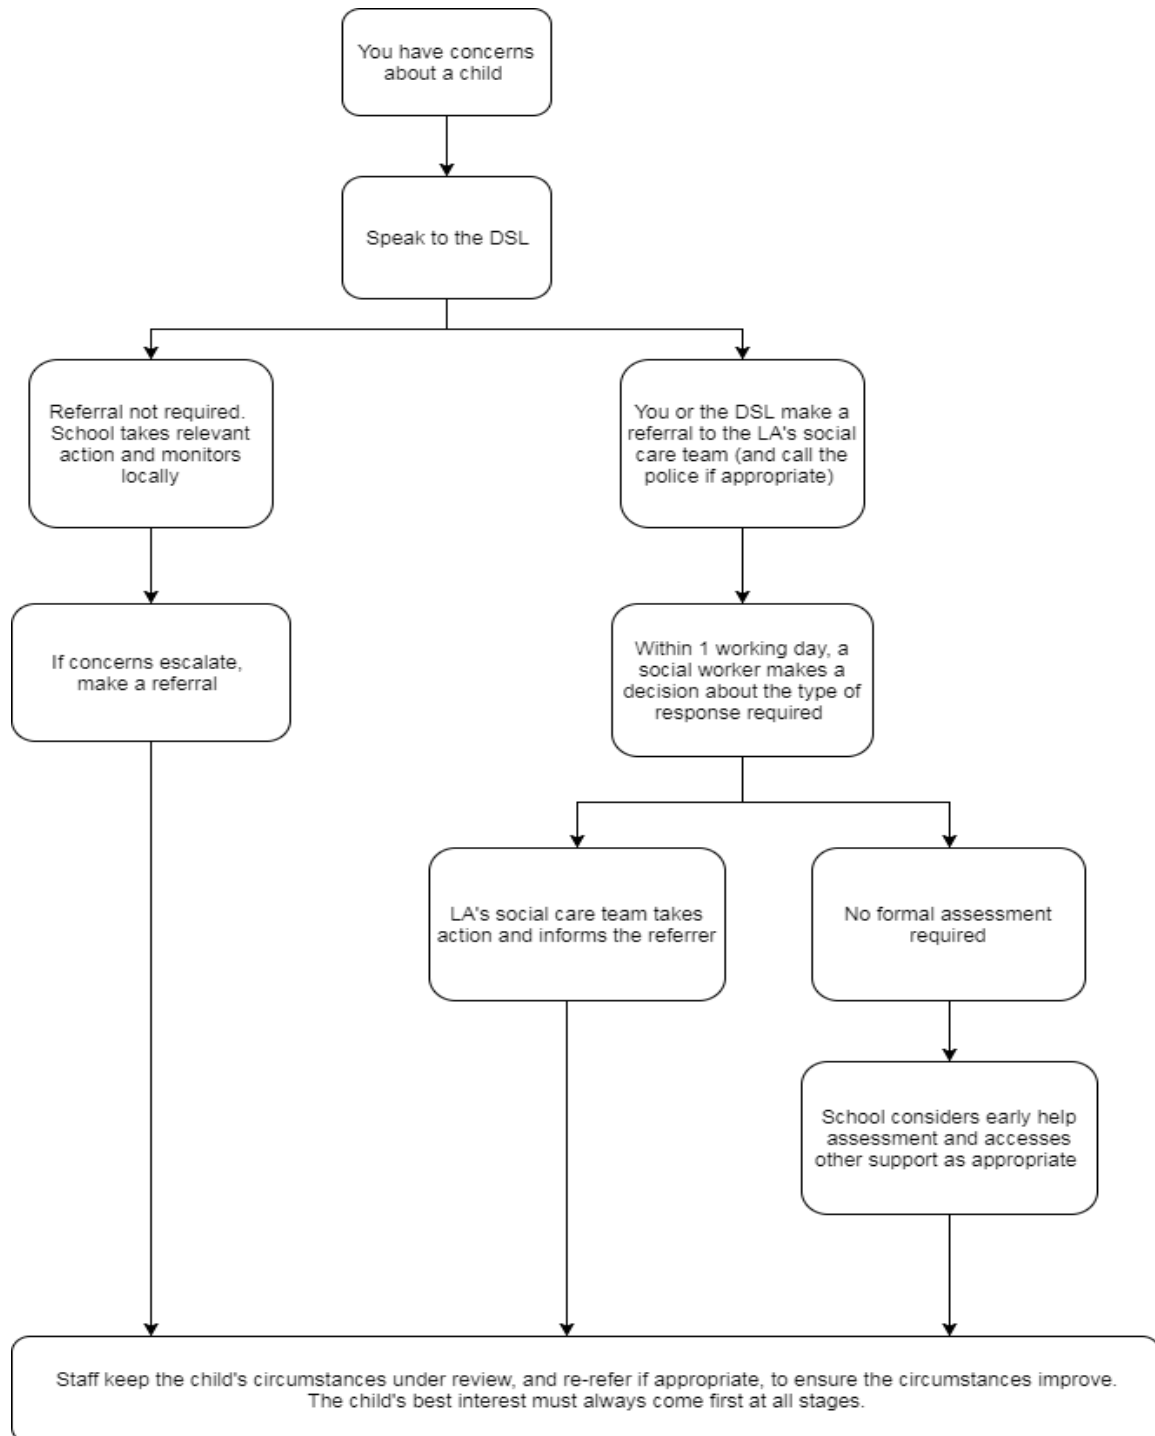 You have concerns
about a child
Speak to the DSL
Referral not required.
School takes relevant
action and monitors
locally
You or the DSL make a
referral to the LA's social
care team (and call the
police if appropriate)
If concerns escalate,
make a referral
Within 1 working day, a
social worker makes a
decision about the type of
response required
LA's social care team takes
action and informs the referrer
No formal assessment
required
School considers early help
assessment and accesses
other support as appropriate
Staff keep the child's circumstances under review, and re-refer if appropriate, to ensure the circumstances improve.
The child's best interest must always come first at all stages.